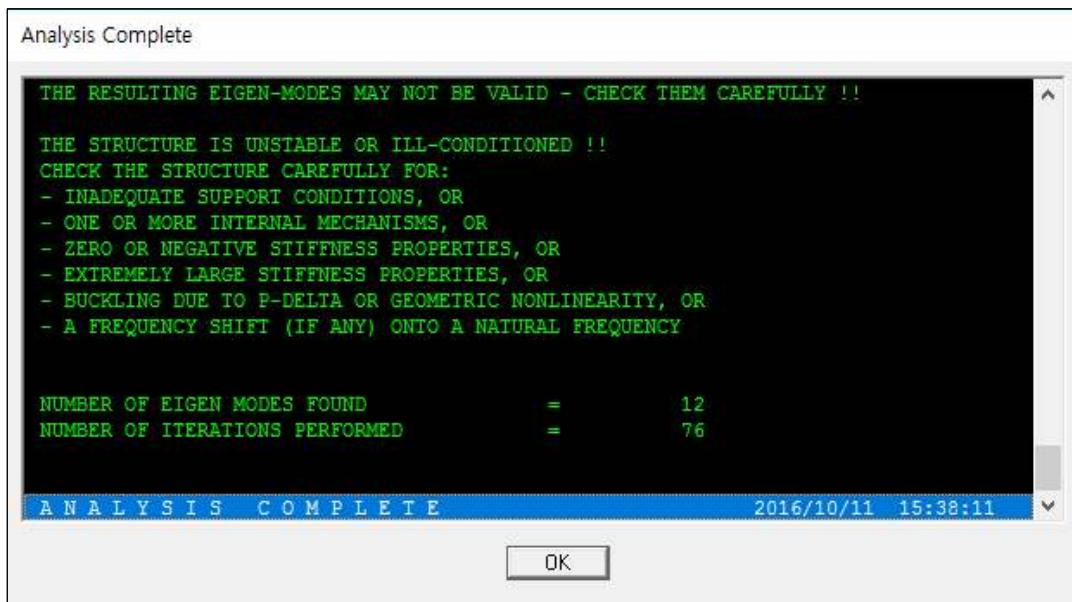 Analysis Complete
THE RESULTING EIGEN-MODES MAY NOT BE VALID - CHECK THEM CAREFULLY !!
THE STRUCTURE IS UNSTABLE OR ILL-CONDITIONED !!
CHECK THE STRUCTURE CAREFULLY FOR:
- INADEQUATE SUPPORT CONDITIONS, OR
- ONE OR MORE INTERNAL MECHANISMS, OR
- ZERO OR NEGATIVE STIFFNESS PROPERTIES, OR
- EXTREMELY LARGE STIFFNESS PROPERTIES, OR
- BUCKLING DUE TO P-DELTA OR GEOMETRIC NONLINEARITY, OR
- A FREQUENCY SHIFT (IF ANY) ONTO A NATURAL FREQUENCY
NUMBER OF EIGEN MODES FOUND = 12
NUMBER OF ITERATIONS PERFORMED = 76
A N A L Y S I S   C O M P L E T E 2016/10/11 15:38:11
OK